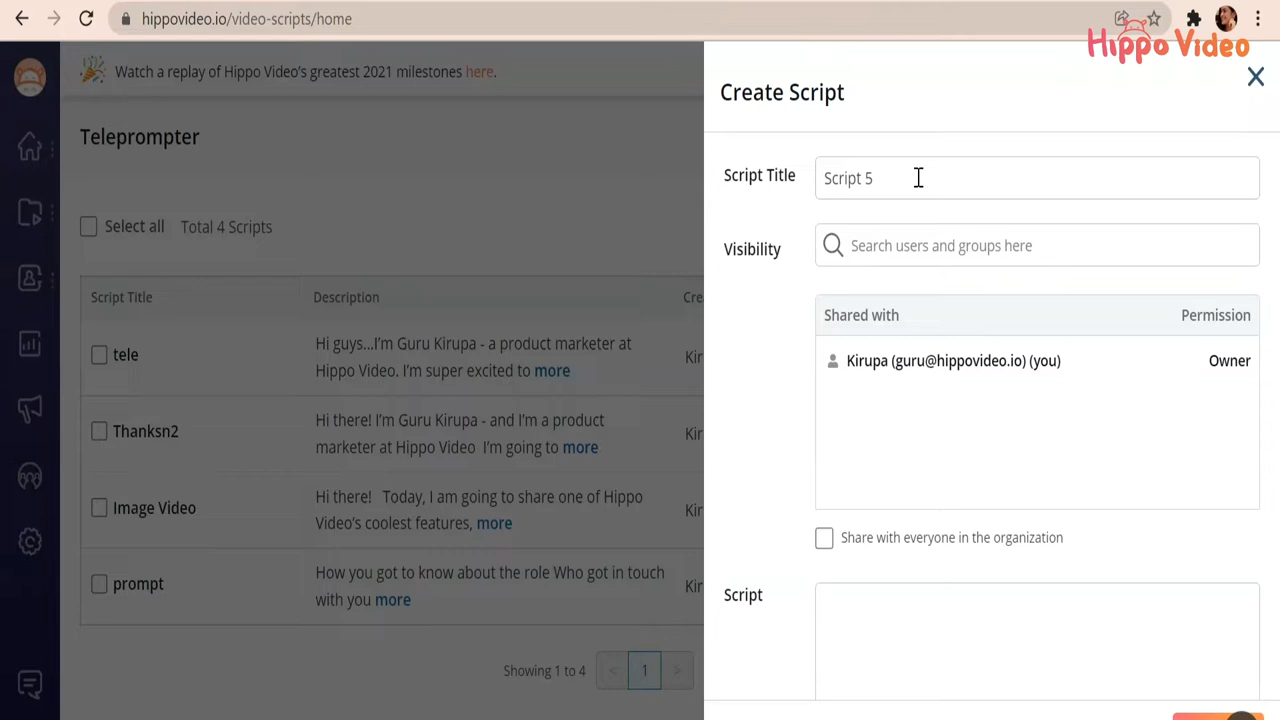 hippovideo.io/video-scripts/home
Hippo Video
Watch a replay of Hippo Video's greatest 2021 milestones here.
Teleprompter
Select all Total 4 Scripts
Script Title Description Cre
tele
Hi guys...I'm Guru Kirupa - a product marketer at
Hippo Video. I'm super excited to more
Kir
Thanksn2
Hi there! I'm Guru Kirupa - and I'm a product
marketer at Hippo Video I'm going to more
Kir
Image Video
Hi there! Today, I am going to share one of Hippo
Video's coolest features, more
Kir
prompt
How you got to know about the role Who got in touch
with you more
Kir
Showing 1 to 4 < 1 >
Create Script
Script Title Script 5
Visibility Search users and groups here
Shared with Permission
Kirupa (guru@hippovideo.io) (you) Owner
Share with everyone in the organization
Script